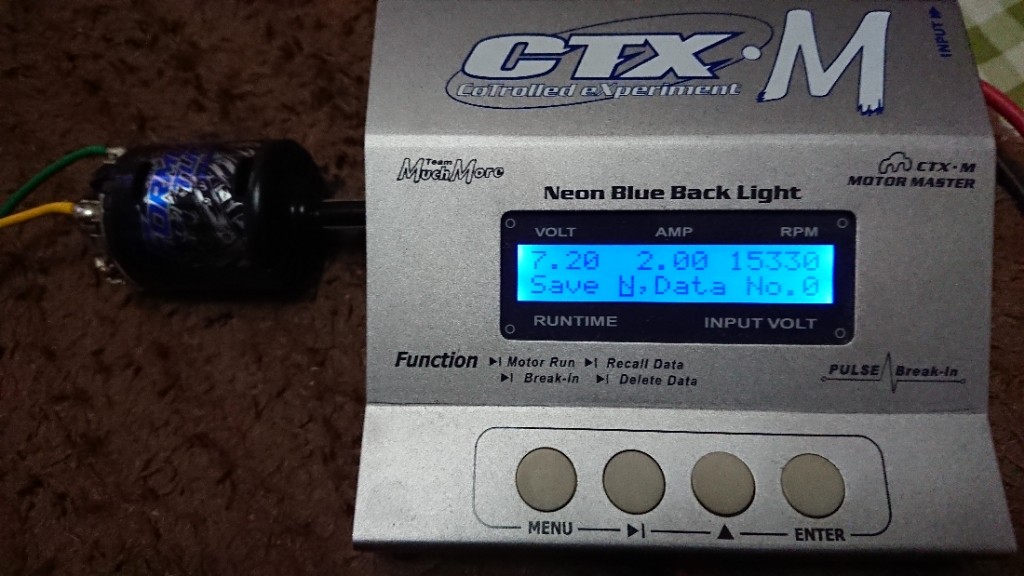 INPUT
CTX·M
CoTrolled eXperiment
Team
MuchMore
CTX·M
MOTOR MASTER
Neon Blue Back Light
VOLT AMP RPM
7.20 2.00 15330
Save N,Data No.0
RUNTIME INPUT VOLT
Function Motor Run Recall Data
Break-in Delete Data
PULSE Break-In
MENU ENTER